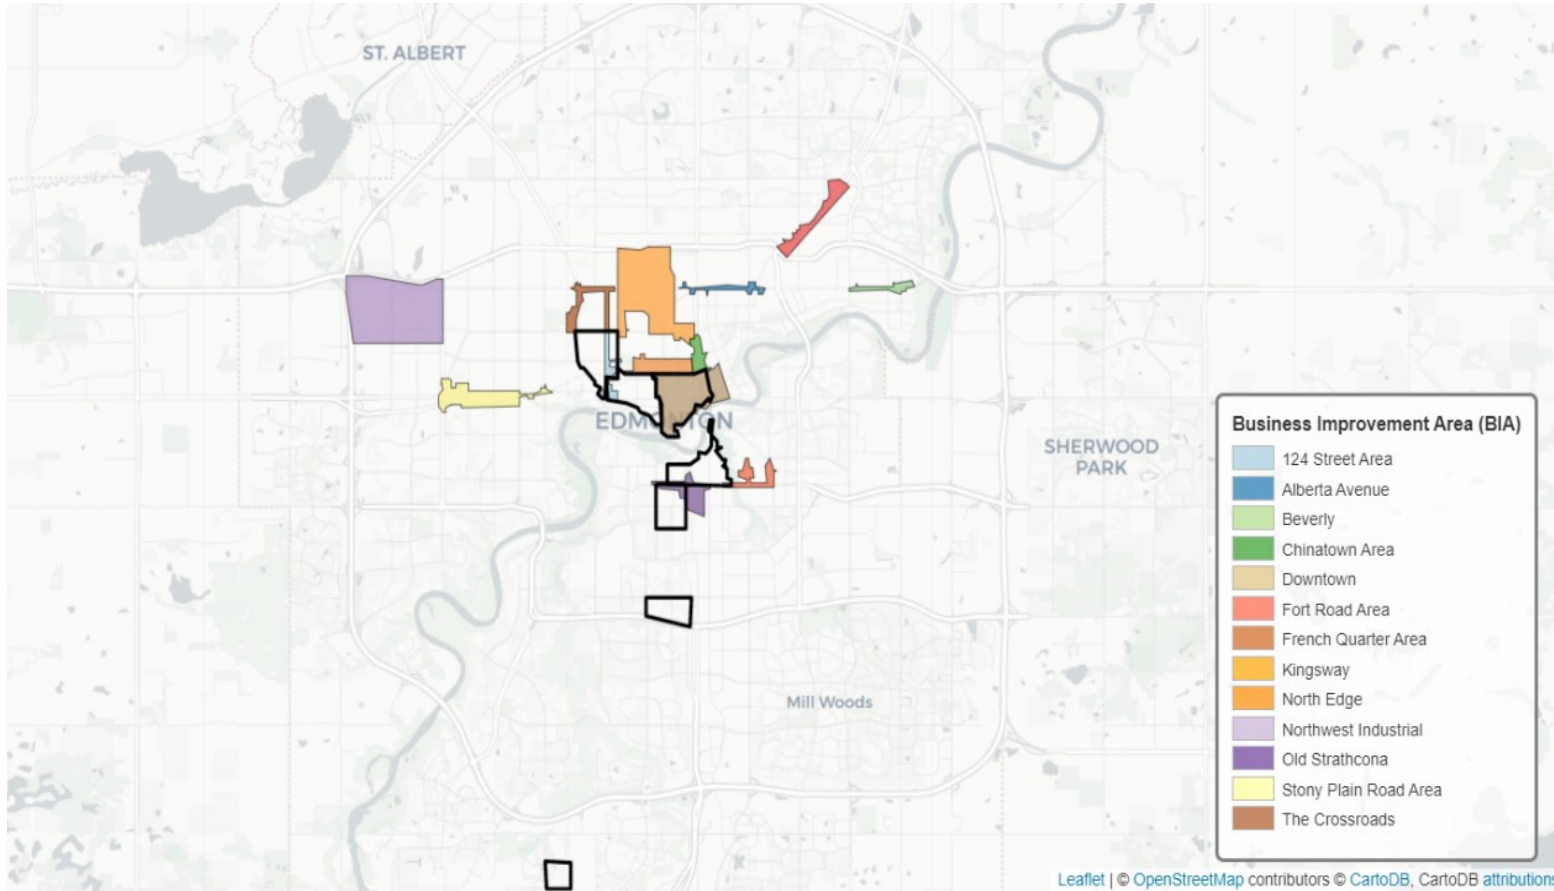 ST. ALBERT
EDMONTON
SHERWOOD
PARK
Mill Woods
Business Improvement Area (BIA)
124 Street Area
Alberta Avenue
Beverly
Chinatown Area
Downtown
Fort Road Area
French Quarter Area
Kingsway
North Edge
Northwest Industrial
Old Strathcona
Stony Plain Road Area
The Crossroads
Leaflet | © OpenStreetMap contributors © CartoDB, CartoDB attributions